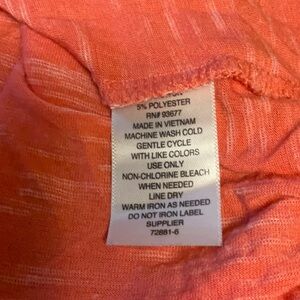 5% POLYESTER
RN# 93677
MADE IN VIETNAM
MACHINE WASH COLD
GENTLE CYCLE
WITH LIKE COLORS
USE ONLY
NON-CHLORINE BLEACH
WHEN NEEDED
LINE DRY
WARM IRON AS NEEDED
DO NOT IRON LABEL
SUPPLIER
72881-6